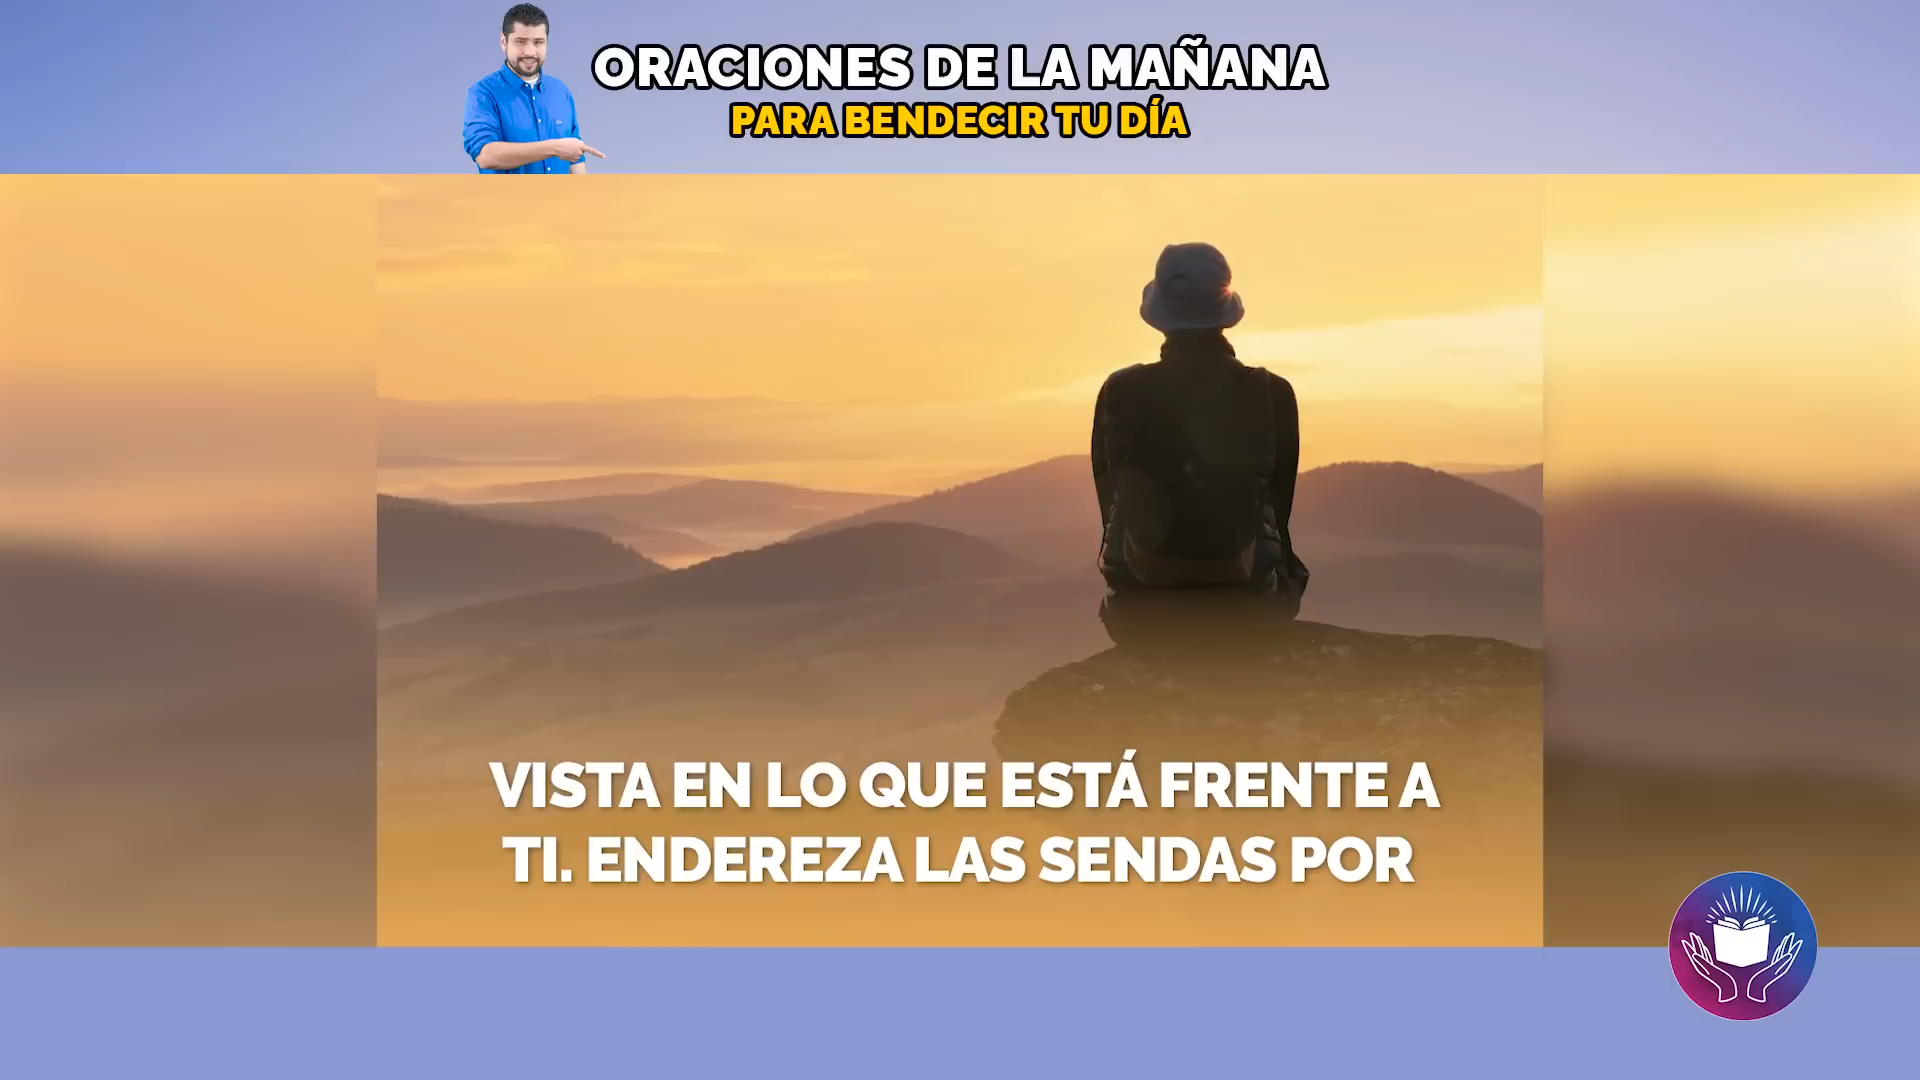 ORACIONES DE LA MAÑANA
PARA BENDECIR TU DÍA
VISTA EN LO QUE ESTÁ FRENTE A
TI. ENDEREZA LAS SENDAS POR